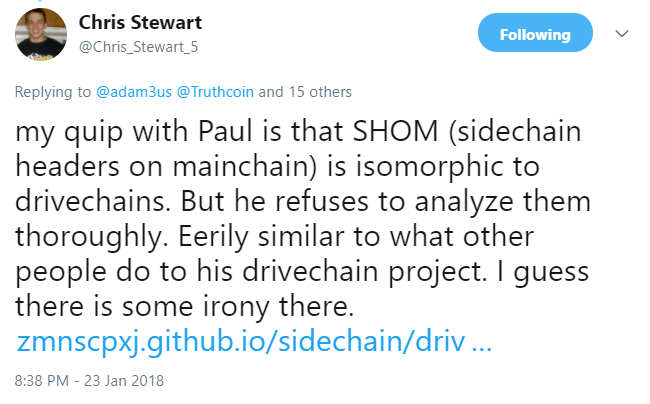 Chris Stewart
@Chris_Stewart_5
Following
Replying to @adam3us @Truthcoin and 15 others
my quip with Paul is that SHOM (sidechain
headers on mainchain) is isomorphic to
drivechains. But he refuses to analyze them
thoroughly. Eerily similar to what other
people do to his drivechain project. I guess
there is some irony there.
zmnscpxj.github.io/sidechain/driv ...
8:38 PM - 23 Jan 2018